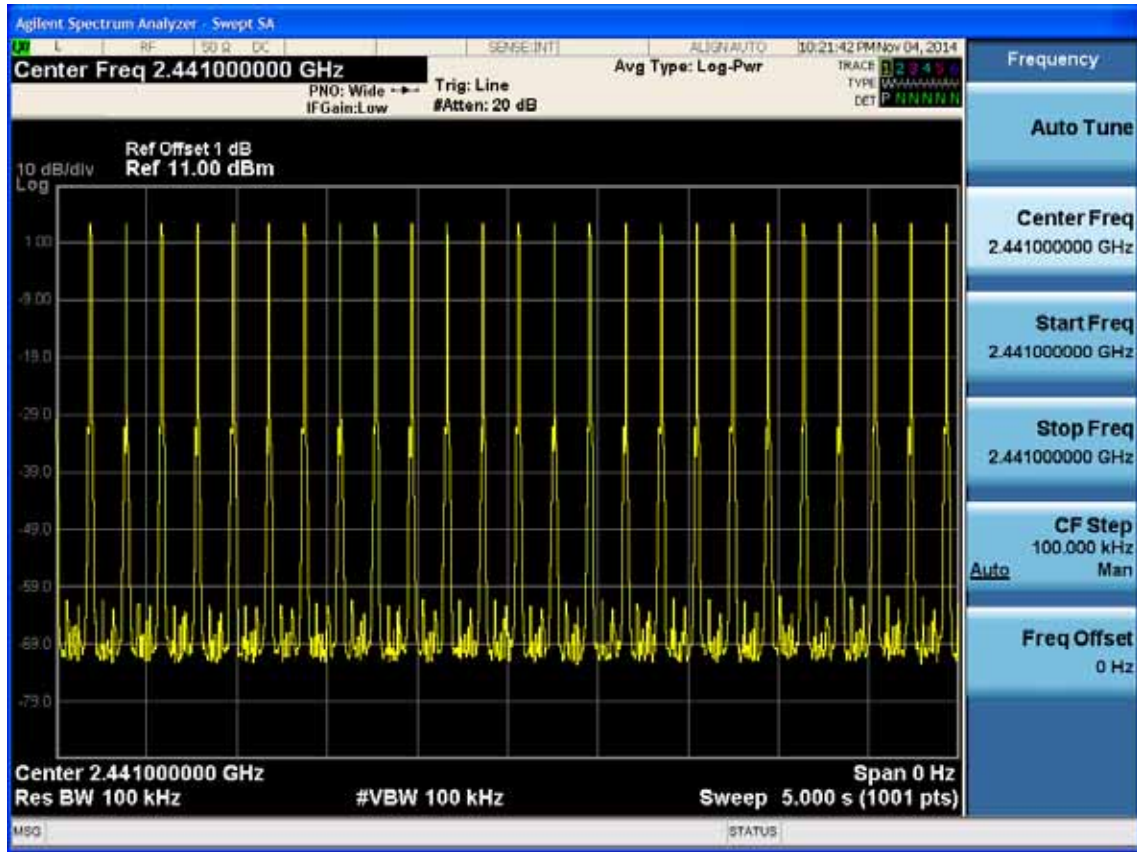 Agilent Spectrum Analyzer - Swept SA
L RF 50 Ω DC SENSE:INT ALIGN AUTO 10:21:42 PM Nov 04, 2014
Center Freq 2.441000000 GHz
PNO: Wide
IFGain:Low
Trig: Line
#Atten: 20 dB
Avg Type: Log-Pwr
TRACE 1 2 3 4 5 6
TYPE
DET P N N N N N
Ref Offset 1 dB
10 dB/div Ref 11.00 dBm
Log
1.00
-9.00
-19.0
-29.0
-39.0
-49.0
-59.0
-69.0
-79.0
Center 2.441000000 GHz
Span 0 Hz
Res BW 100 kHz
#VBW 100 kHz
Sweep 5.000 s (1001 pts)
MSG
STATUS
Frequency
Auto Tune
Center Freq
2.441000000 GHz
Start Freq
2.441000000 GHz
Stop Freq
2.441000000 GHz
CF Step
100.000 kHz
Auto Man
Freq Offset
0 Hz